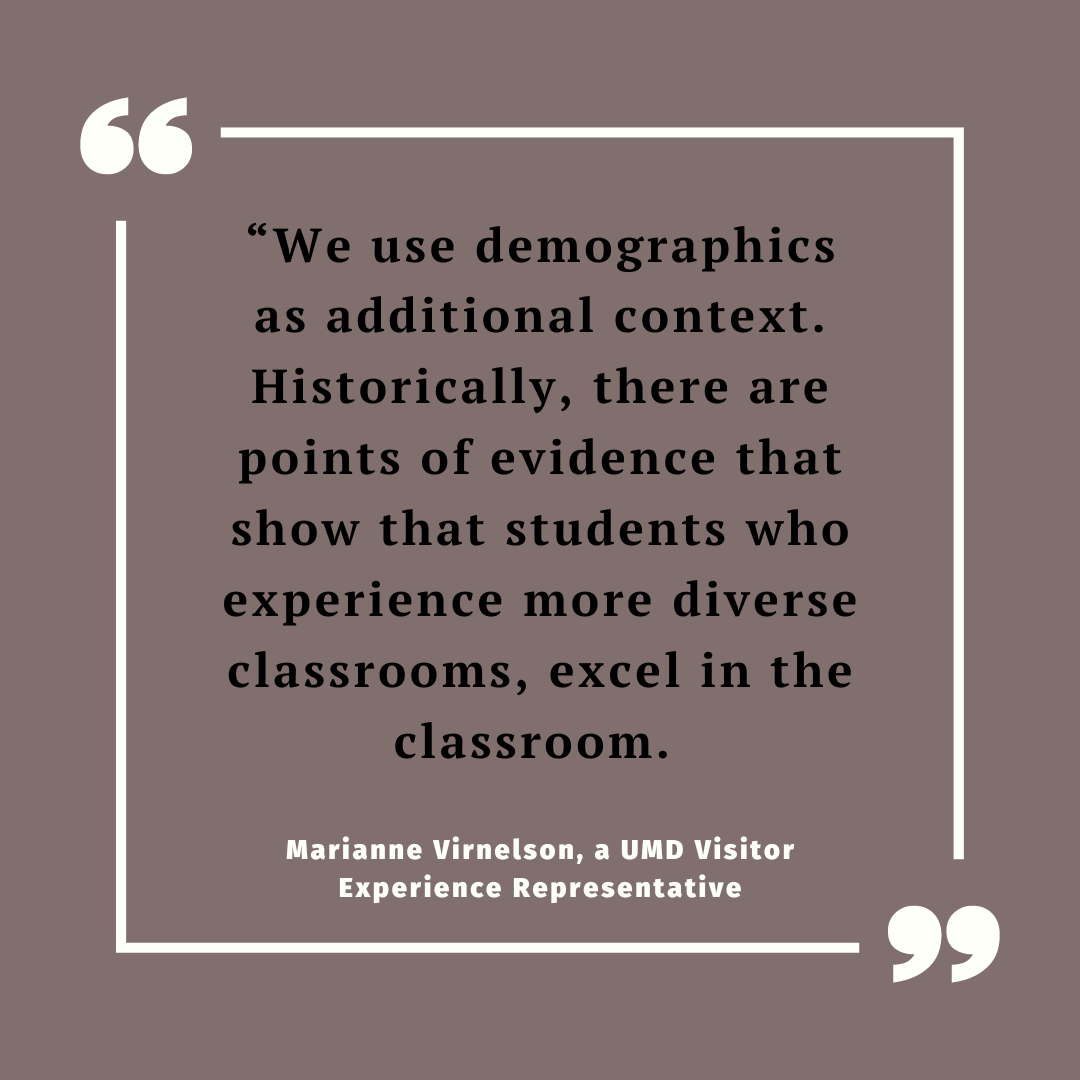 “We use demographics
as additional context.
Historically, there are
points of evidence that
show that students who
experience more diverse
classrooms, excel in the
classroom.
Marianne Virnelson, a UMD Visitor
Experience Representative